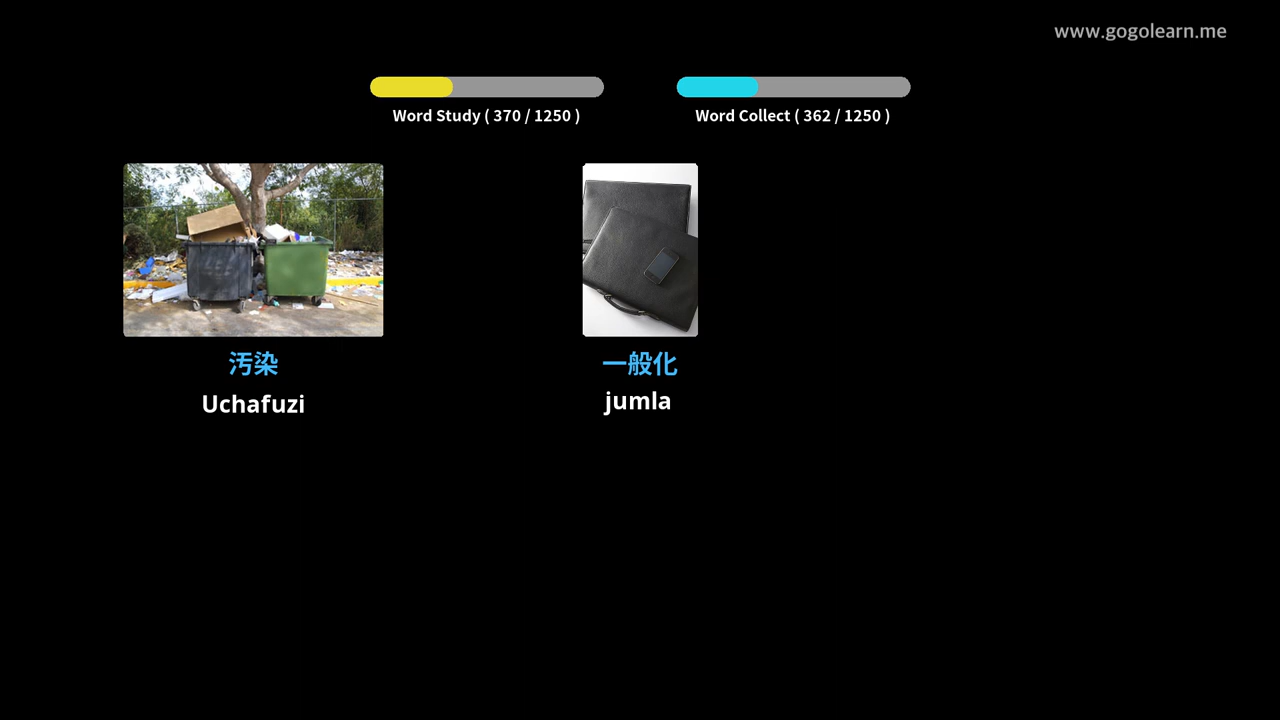 www.gogolearn.me
Word Study ( 370 / 1250 )
Word Collect ( 362 / 1250 )
汚染
Uchafuzi
一般化
jumla